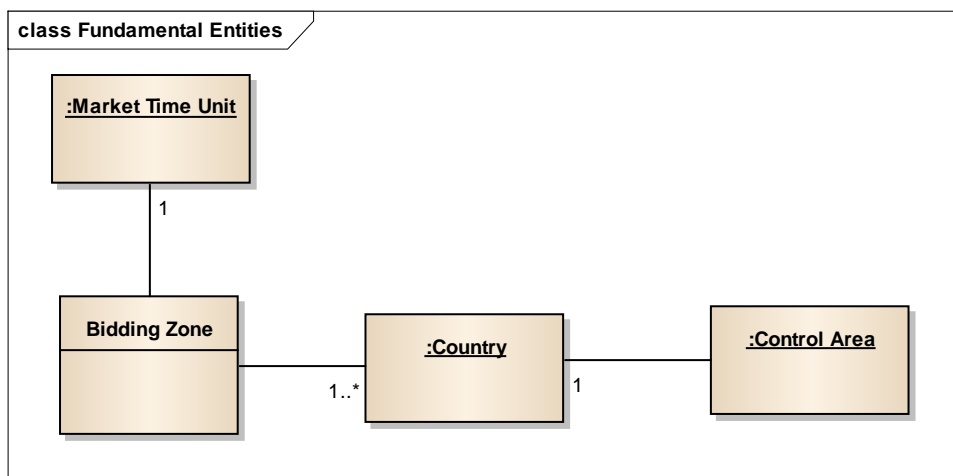 class Fundamental Entities
:Market Time Unit
1
Bidding Zone
:Country
:Control Area
1..*
1